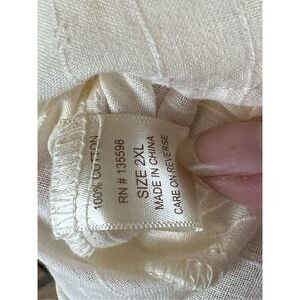 100% COTTON
RN # 135598
SIZE 2XL
MADE IN CHINA
CARE ON REVERSE